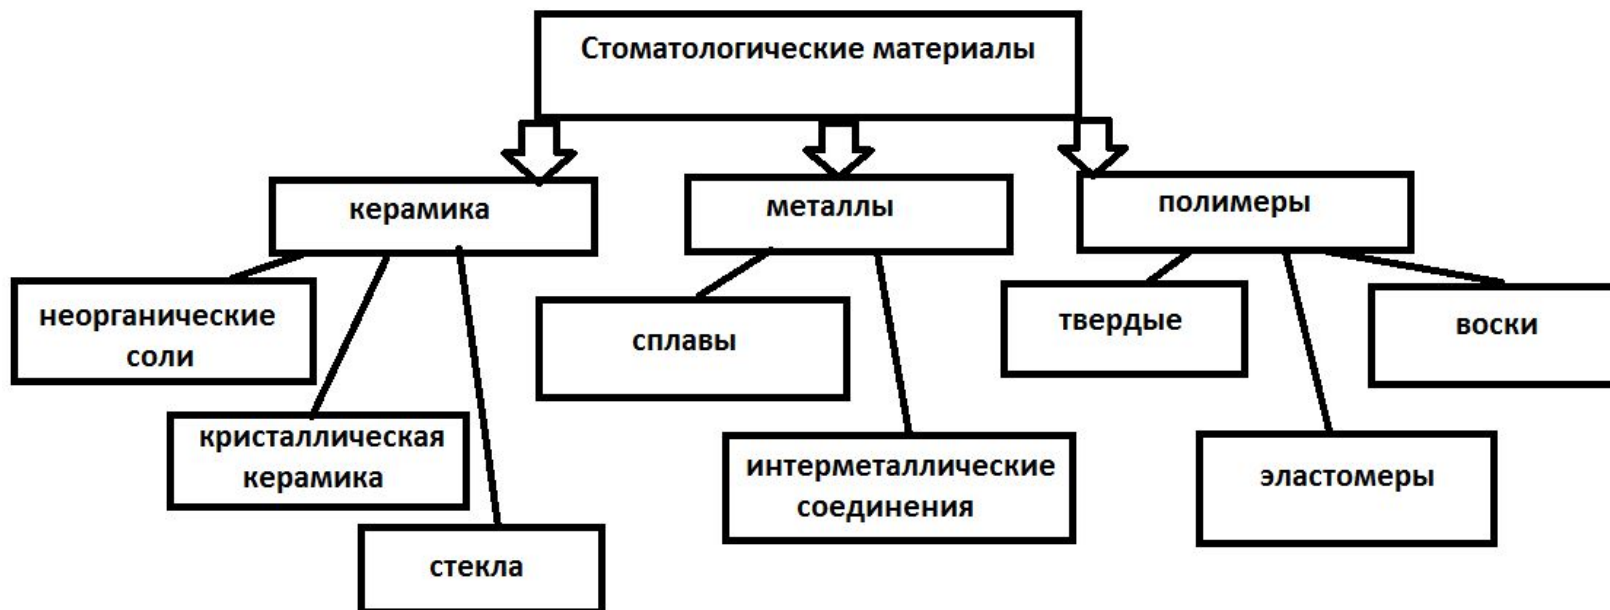 Стоматологические материалы
керамика
металлы
полимеры
неорганические
соли
кристаллическая
керамика
стекла
сплавы
интерметаллические
соединения
твердые
эластомеры
воски